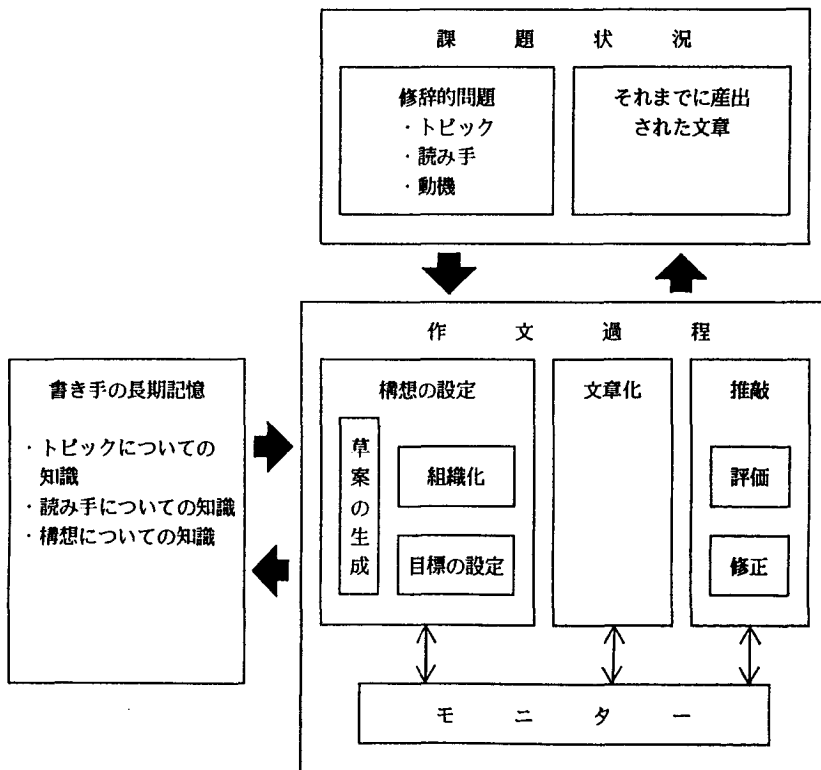 課題状況
修辞的問題
・トピック
・読み手
・動機
それまでに産出
された文章
作文過程
書き手の長期記憶
・トピックについての
知識
・読み手についての知識
・構想についての知識
構想の設定
草案の生成
組織化
目標の設定
文章化
推敲
評価
修正
モニター